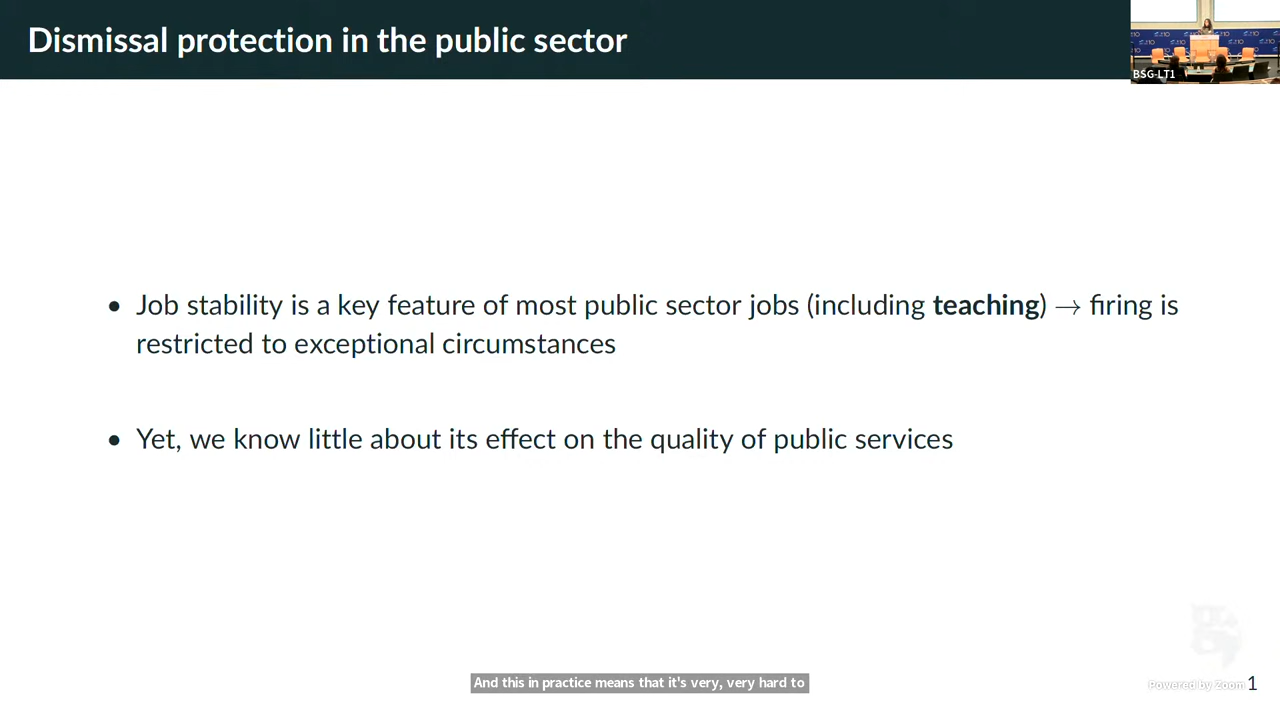 Dismissal protection in the public sector
BSG-LT1
• Job stability is a key feature of most public sector jobs (including teaching) → firing is
restricted to exceptional circumstances
• Yet, we know little about its effect on the quality of public services
And this in practice means that it's very, very hard to
Powered by Zoom
1